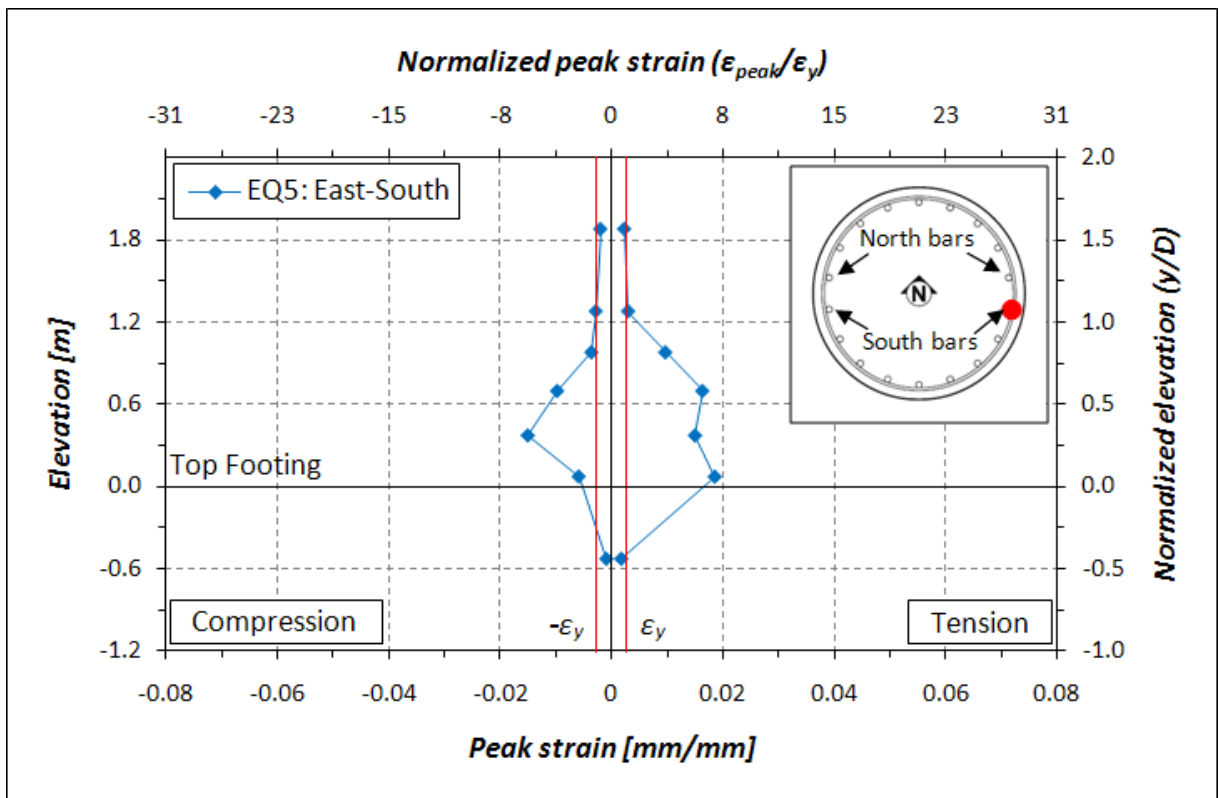 Normalized peak strain (εpeak/εy)
-31 -23 -15 -8 0 8 15 23 31
EQ5: East-South
2.0
1.8 1.5
North bars
N
1.2 1.0
South bars
0.6 0.5
Top Footing
0.0 0.0
-0.6 -0.5
Compression -εy εy Tension
-1.2 -1.0
-0.08 -0.06 -0.04 -0.02 0 0.02 0.04 0.06 0.08
Peak strain [mm/mm]
Elevation [m]
Normalized elevation (y/D)